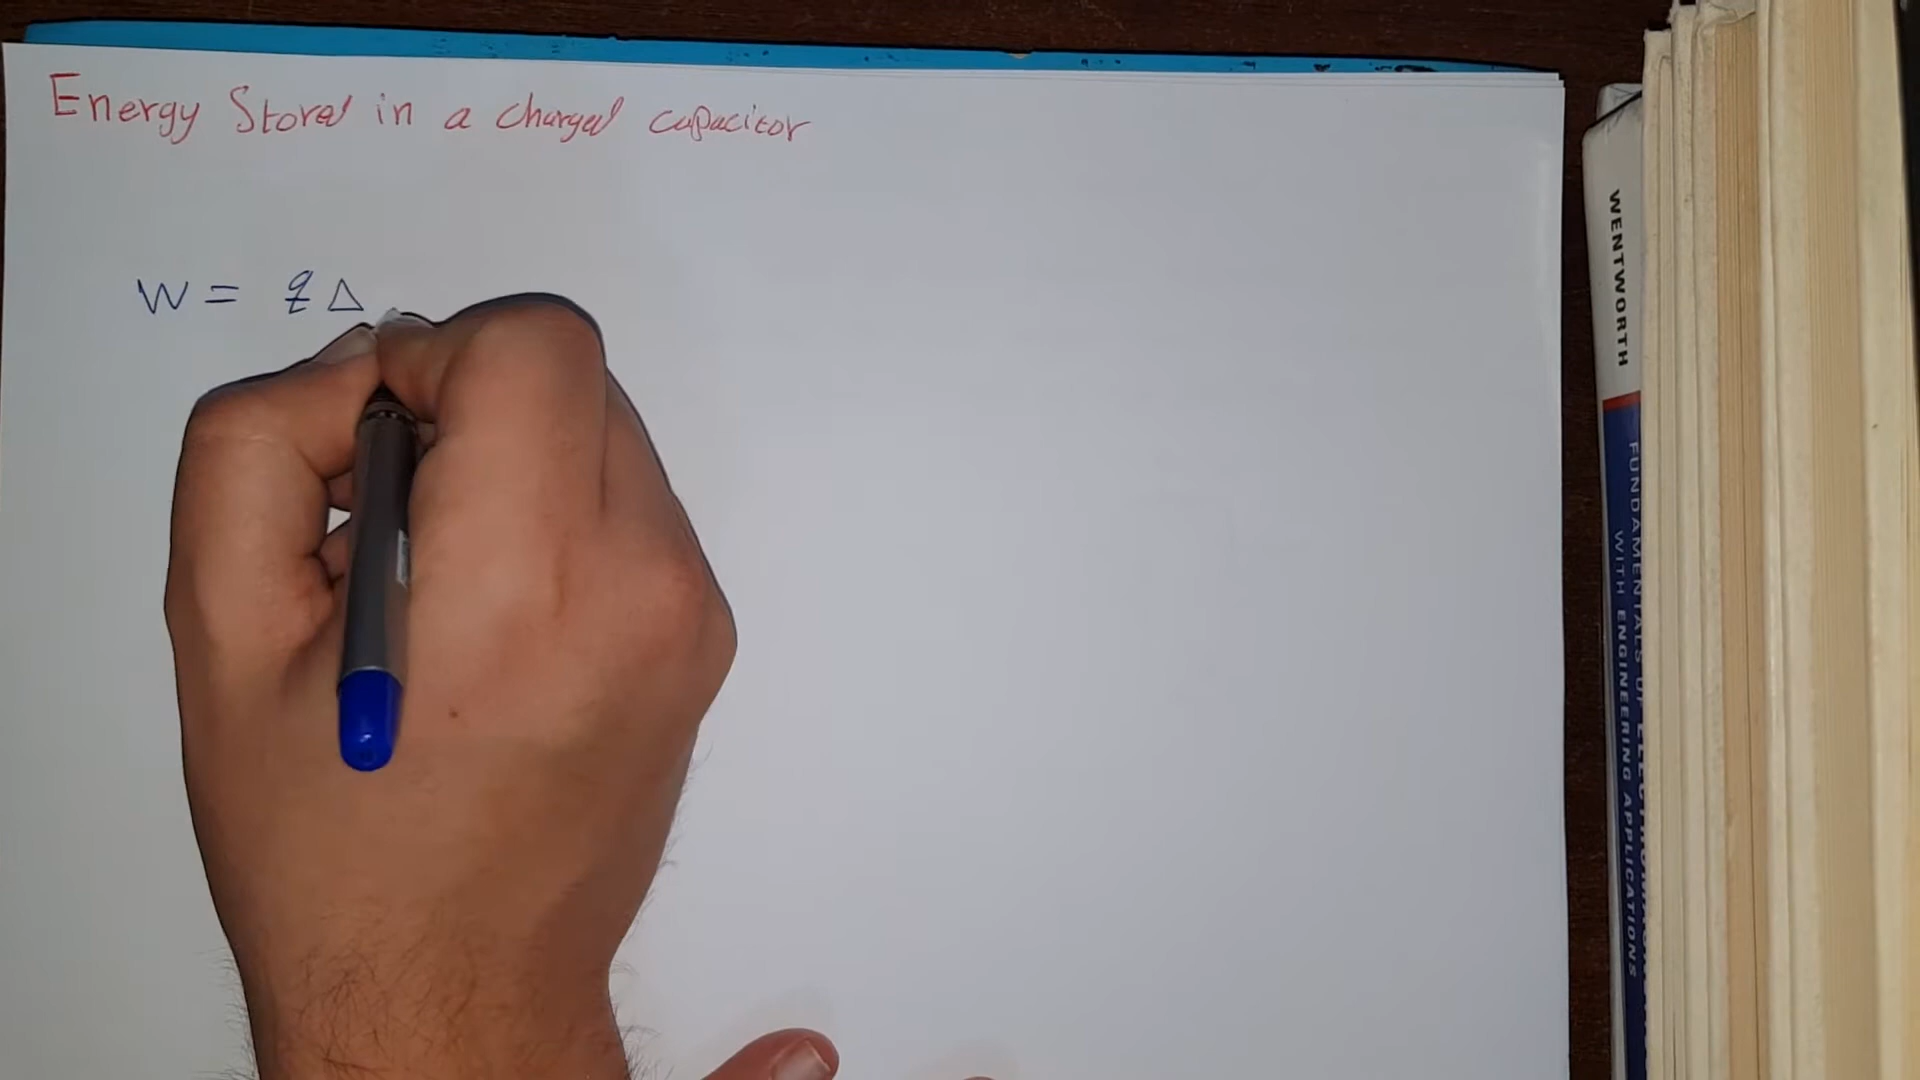 Energy Stored in a charged capacitor
W = q Δ
WENTWORTH
FUNDAMENTALS OF ELECTROMAGNETICS
WITH ENGINEERING APPLICATIONS